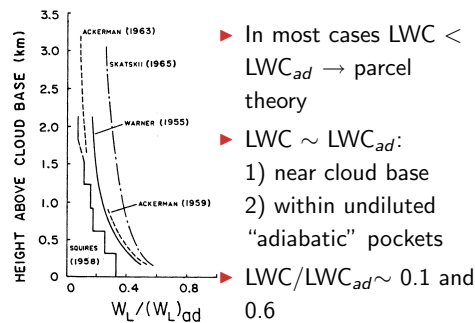 HEIGHT ABOVE CLOUD BASE (km)
3.0
2.5
2.0
1.5
1.0
0.5
0
ACKERMAN (1963)
SKATSKII (1965)
WARNER (1955)
ACKERMAN (1959)
SQUIRES
(1958)
0 0.4 0.8
W_L/(W_L)_ad
► In most cases LWC <
LWC_ad → parcel
theory
► LWC ∼ LWC_ad:
1) near cloud base
2) within undiluted
“adiabatic” pockets
► LWC/LWC_ad∼ 0.1 and
0.6